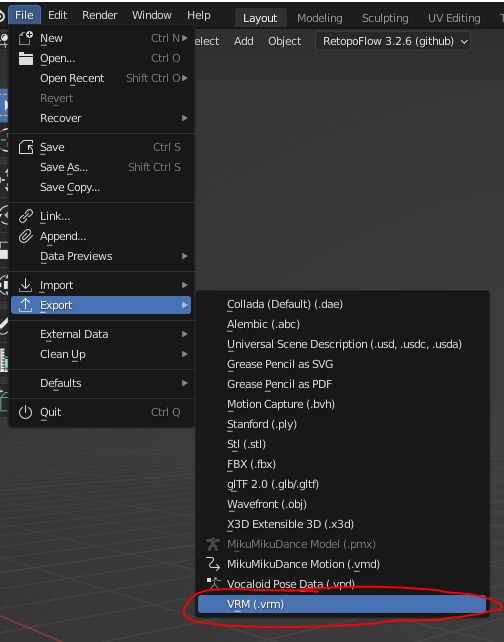 File Edit Render Window Help Layout Modeling Sculpting UV Editing
elect Add Object RetopoFlow 3.2.6 (github)
New Ctrl N
Open... Ctrl O
Open Recent Shift Ctrl O
Revert
Recover
Save Ctrl S
Save As... Shift Ctrl S
Save Copy...
Link...
Append...
Data Previews
Import
Export
External Data
Clean Up
Defaults
Quit Ctrl Q
Collada (Default) (.dae)
Alembic (.abc)
Universal Scene Description (.usd, .usdc, .usda)
Grease Pencil as SVG
Grease Pencil as PDF
Motion Capture (.bvh)
Stanford (.ply)
Stl (.stl)
FBX (.fbx)
glTF 2.0 (.glb/.gltf)
Wavefront (.obj)
X3D Extensible 3D (.x3d)
MikuMikuDance Model (.pmx)
MikuMikuDance Motion (.vmd)
Vocaloid Pose Data (.vpd)
VRM (.vrm)